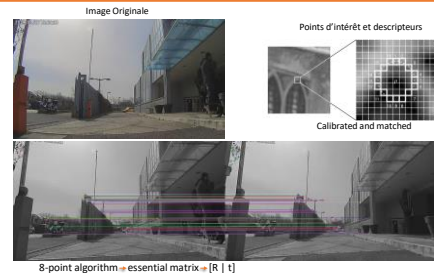 Image Originale
Points d'intérêt et descripteurs
Calibrated and matched
8-point algorithm → essential matrix → [R | t]